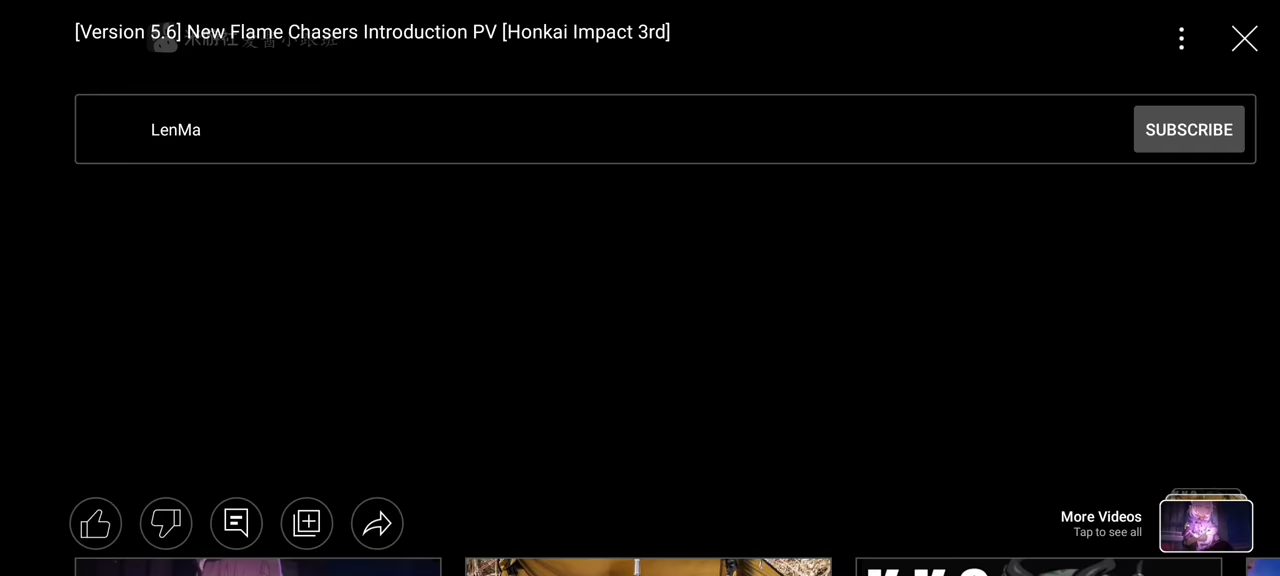 [Version 5.6] New Flame Chasers Introduction PV [Honkai Impact 3rd]
LenMa
SUBSCRIBE
More Videos
Tap to see all